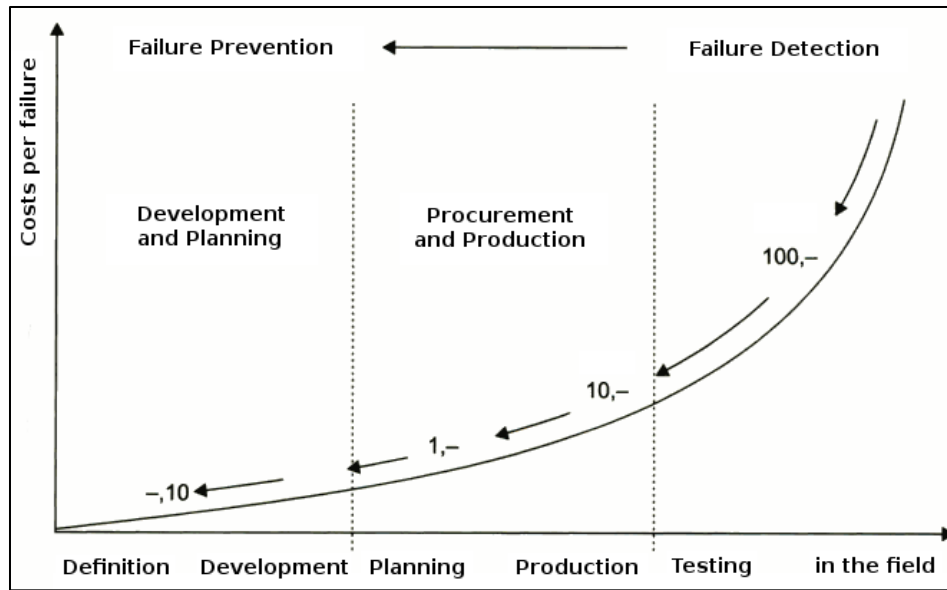 Failure Prevention
Failure Detection
Costs per failure
Development
and Planning
Procurement
and Production
100,–
10,–
1,–
–,10
Definition
Development
Planning
Production
Testing
in the field